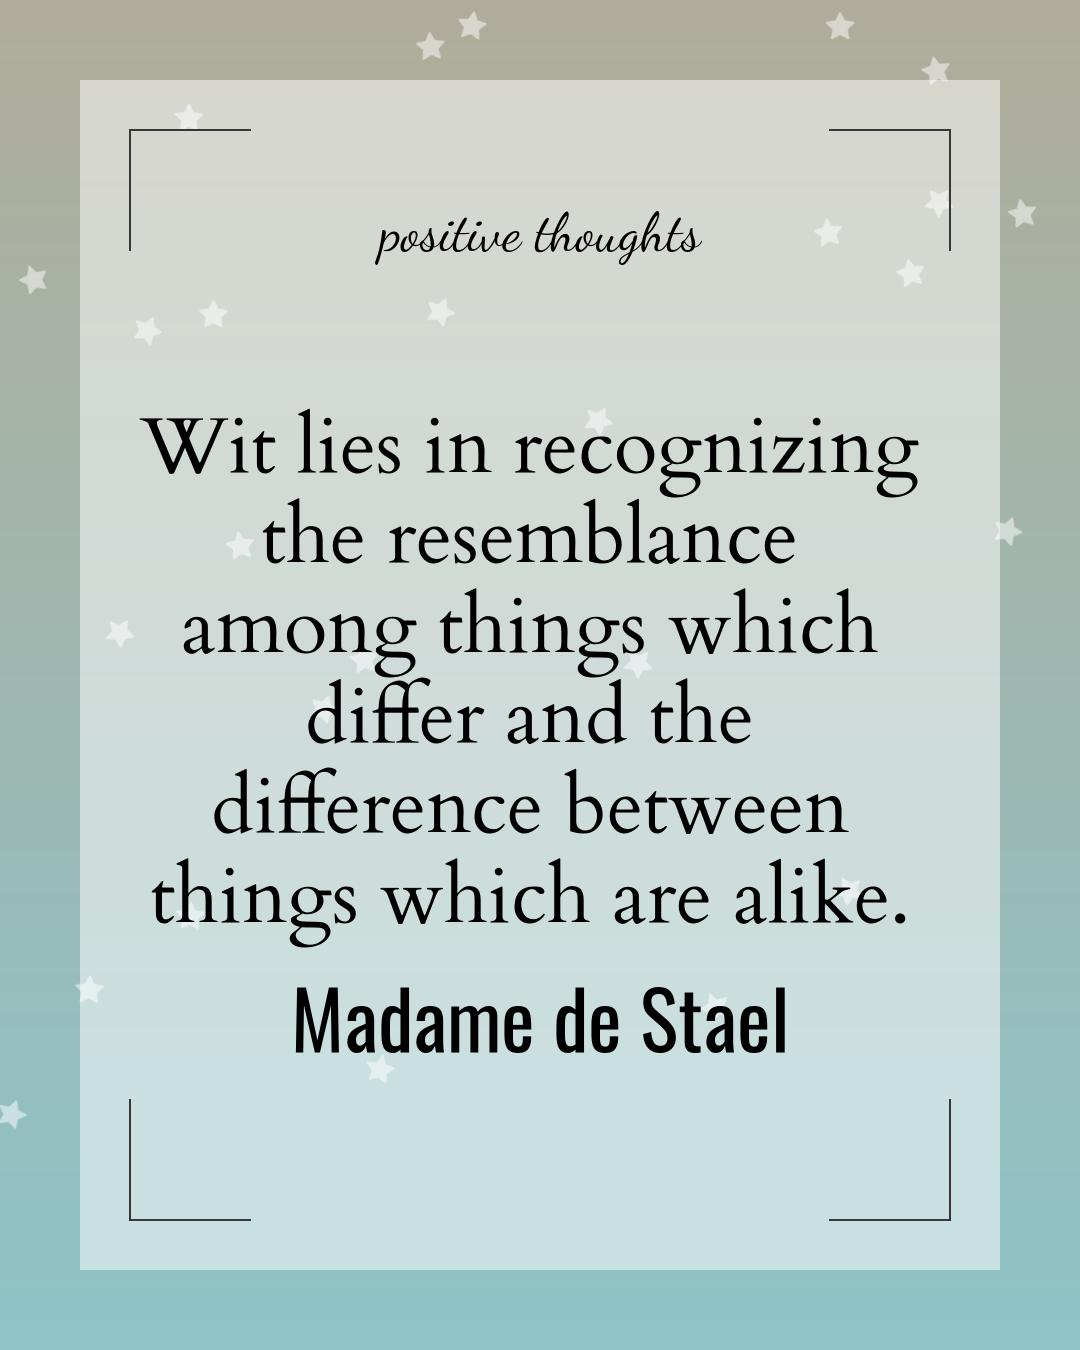 positive thoughts
Wit lies in recognizing
the resemblance
among things which
differ and the
difference between
things which are alike.
Madame de Stael